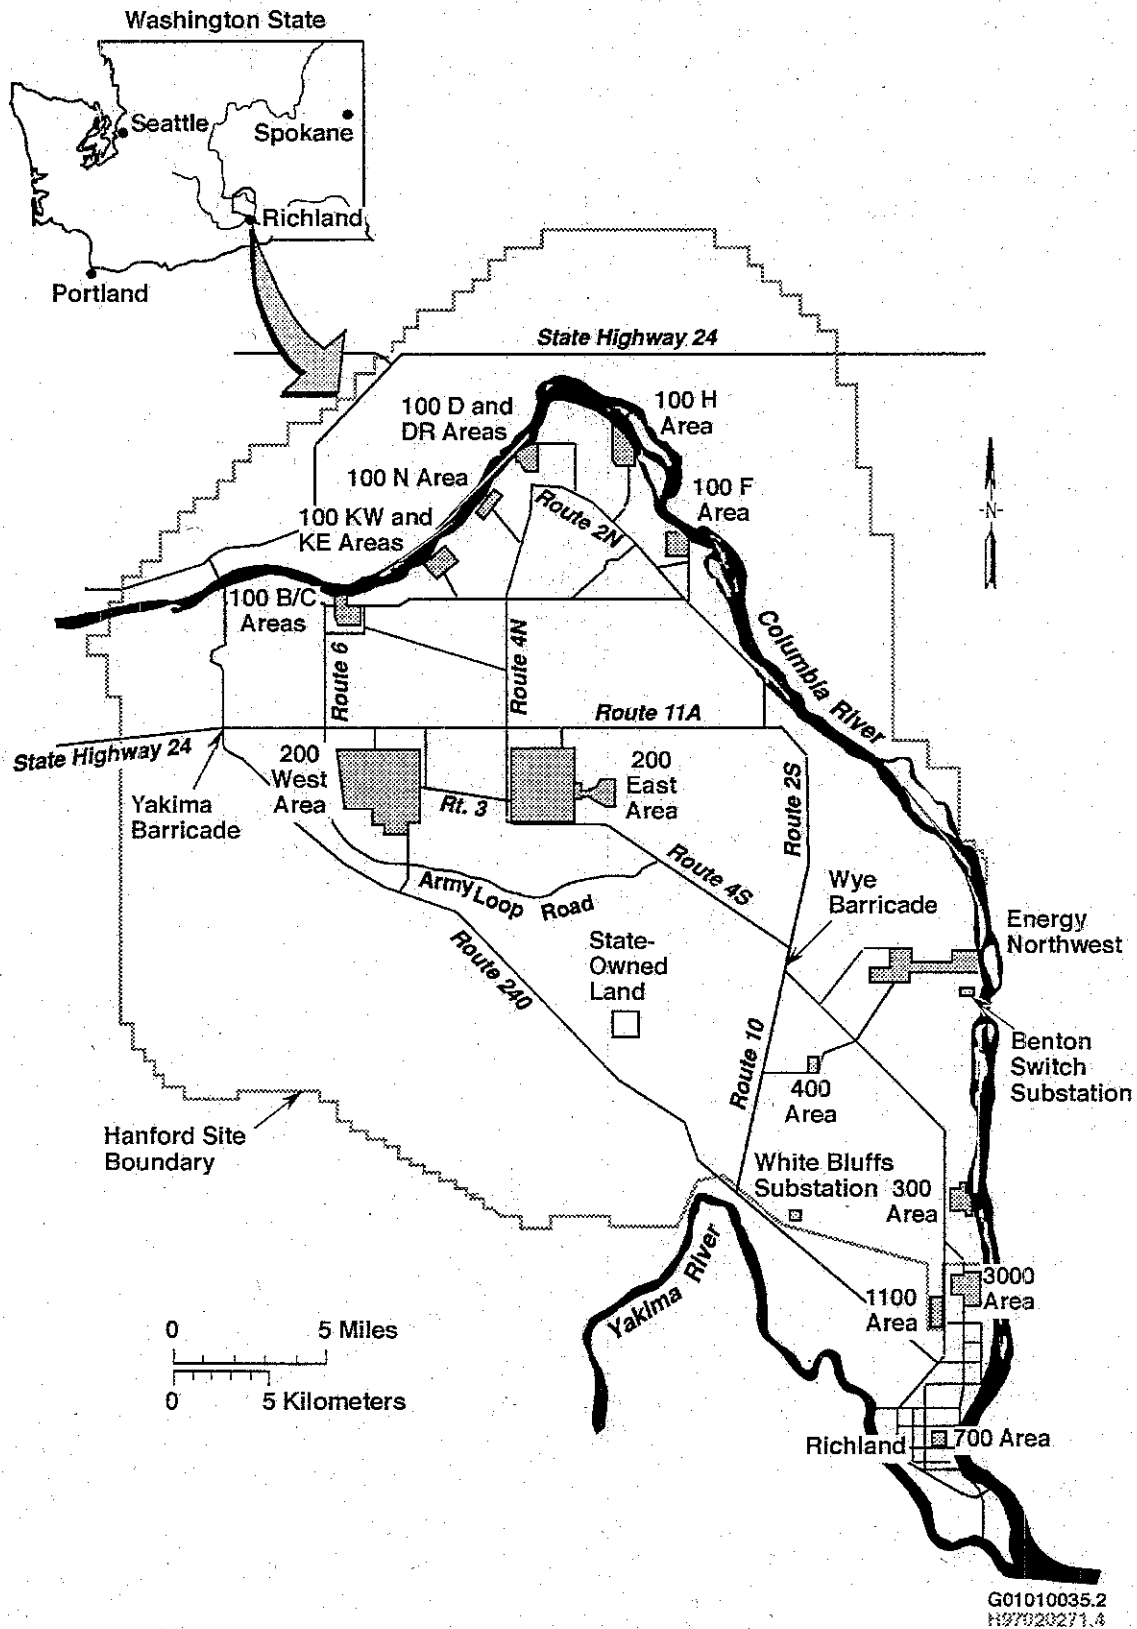 Washington State
Seattle
Spokane
Richland
Portland
State Highway 24
100 D and
DR Areas
100 H
Area
100 N Area
100 F
Area
Route 2N
100 KW and
KE Areas
-N-
100 B/C
Areas
Columbia River
Route 6
Route 4N
Route 11A
State Highway 24
200
West
Area
200
East
Area
Rt. 3
Route 2S
Yakima
Barricade
Route 4S
Army Loop Road
Wye
Barricade
Energy
Northwest
State-
Owned
Land
Route 240
Route 10
Benton
Switch
Substation
400
Area
Hanford Site
Boundary
White Bluffs
Substation
300
Area
Yakima River
3000
Area
1100
Area
0 5 Miles
0 5 Kilometers
Richland
700 Area
G01010035.2
H97020271.4